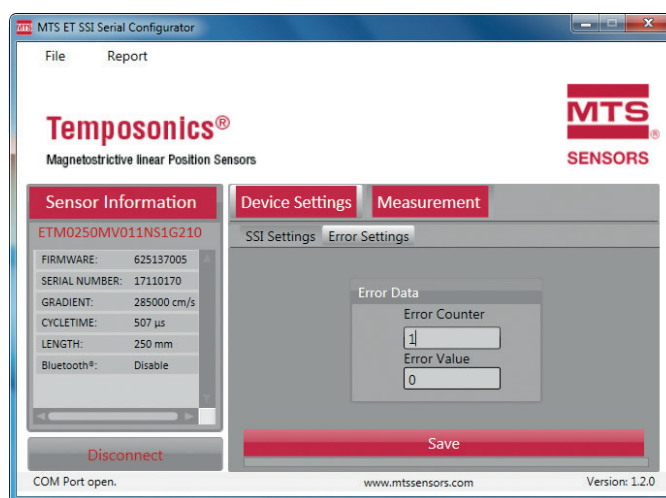 MTS ET SSI Serial Configurator
File Report
Temposonics®
Magnetostrictive linear Position Sensors
MTS
®
SENSORS
Sensor Information
ETM0250MV011NS1G210
FIRMWARE: 625137005
SERIAL NUMBER: 17110170
GRADIENT: 285000 cm/s
CYCLETIME: 507 µs
LENGTH: 250 mm
Bluetooth®: Disable
Disconnect
Device Settings Measurement
SSI Settings Error Settings
Error Data
Error Counter
1
Error Value
0
Save
COM Port open. www.mtssensors.com Version: 1.2.0